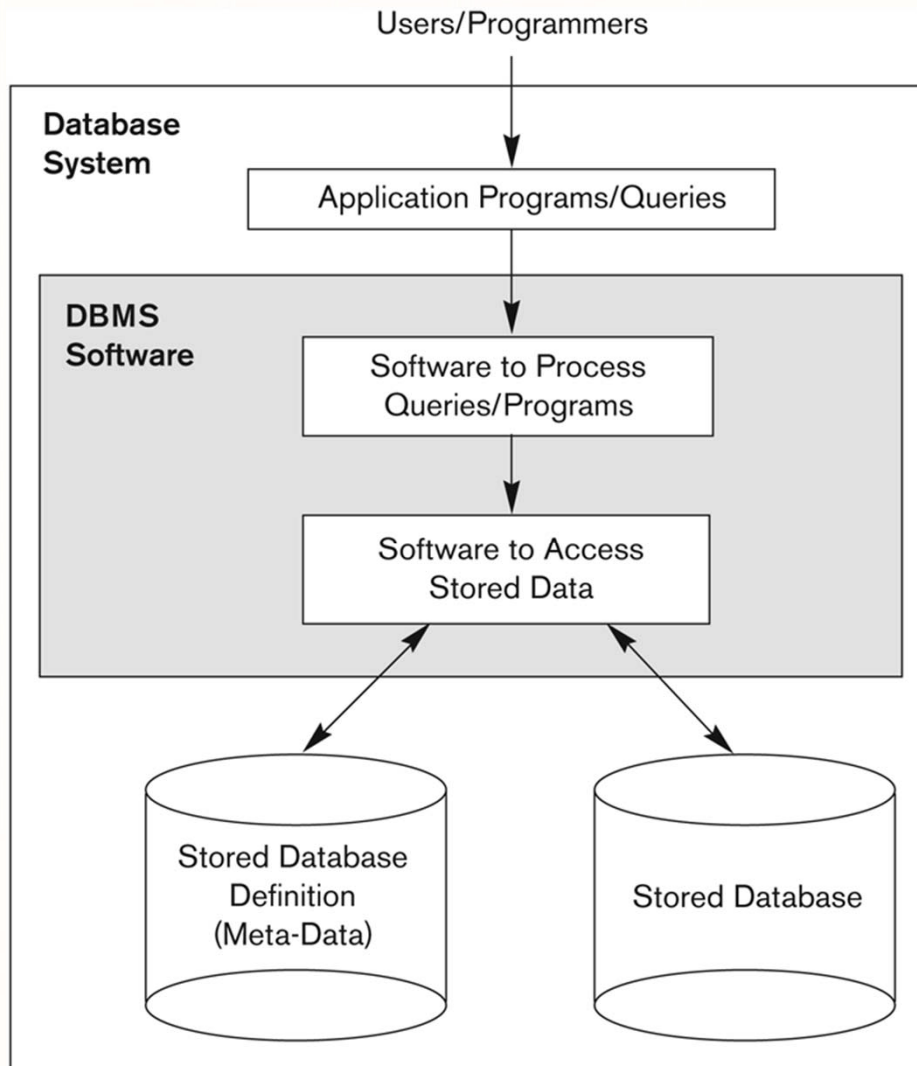 Users/Programmers
Database
System
Application Programs/Queries
DBMS
Software
Software to Process
Queries/Programs
Software to Access
Stored Data
Stored Database
Definition
(Meta-Data)
Stored Database